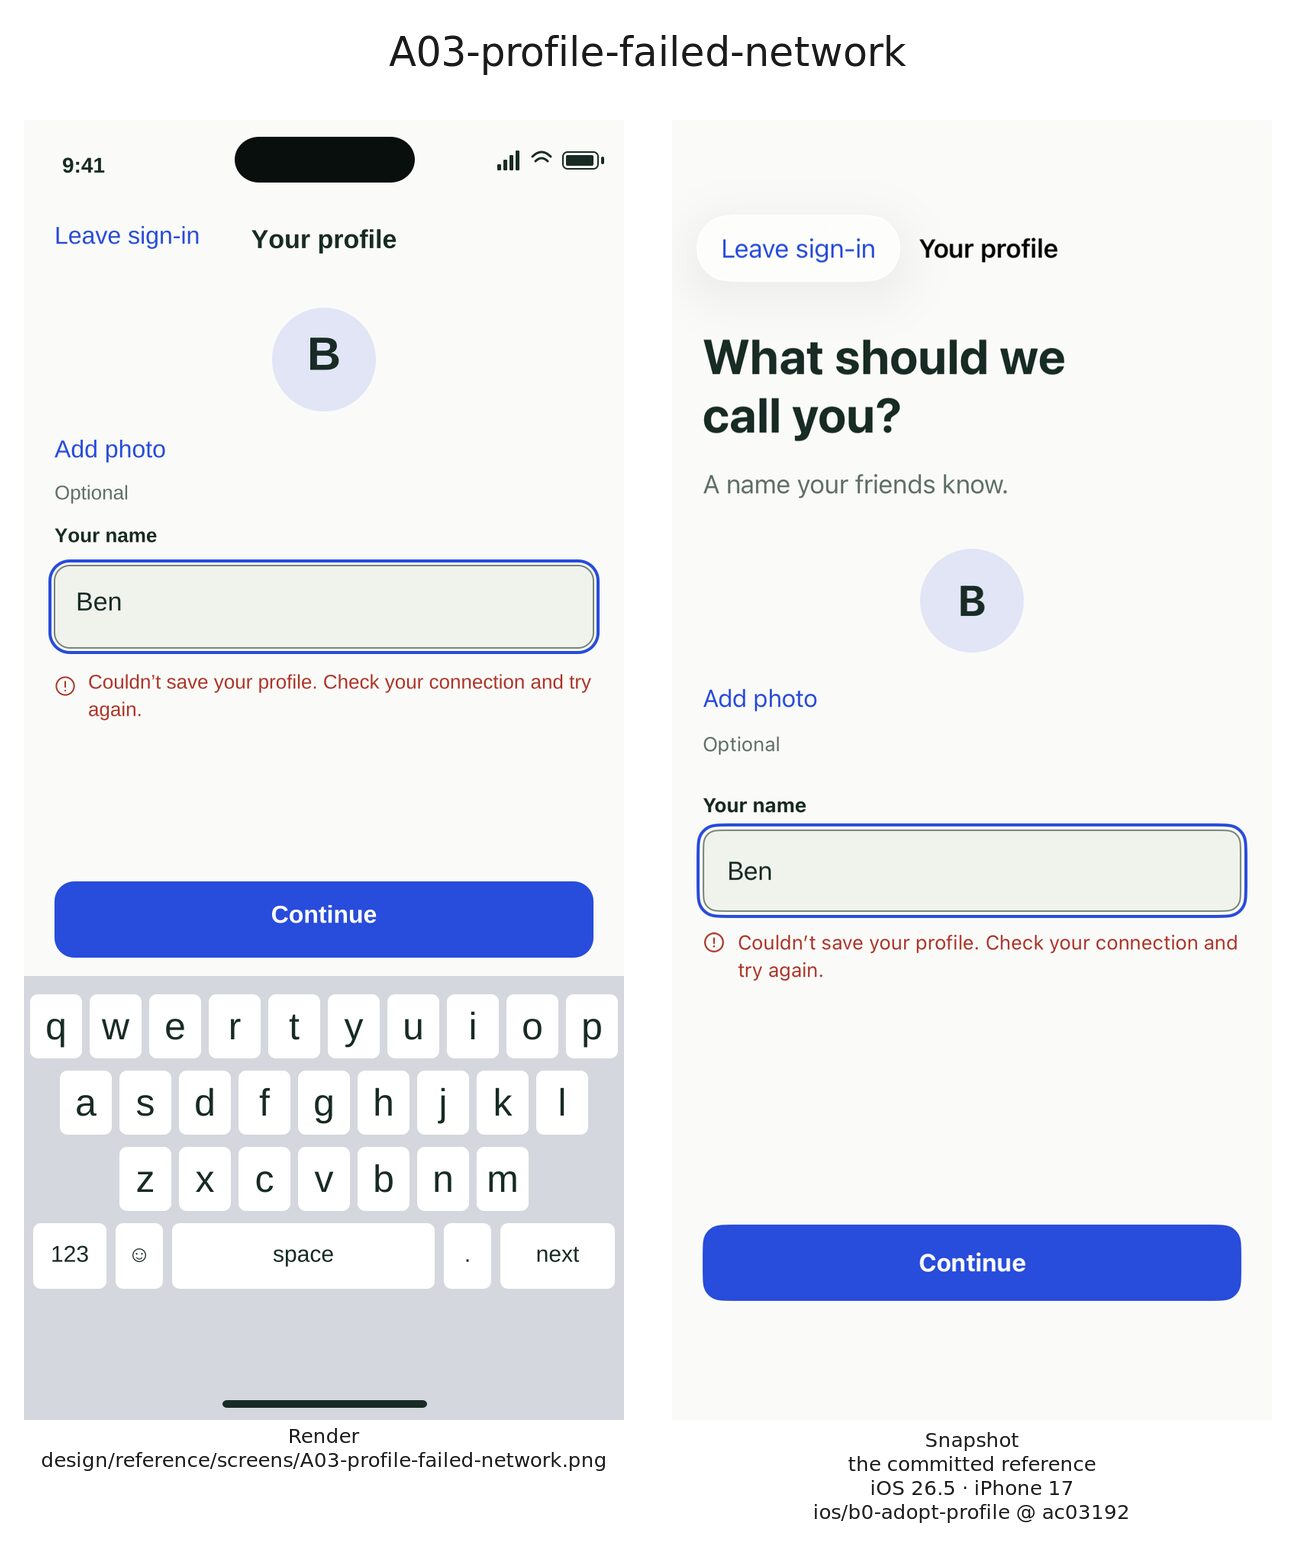 A03-profile-failed-network
9:41
Leave sign-in
Your profile
B
Add photo
Optional
Your name
Ben
Couldn’t save your profile. Check your connection and try
again.
Continue
q w e r t y u i o p
a s d f g h j k l
z x c v b n m
123 ☺ space . next
Render
design/reference/screens/A03-profile-failed-network.png
Leave sign-in
Your profile
What should we
call you?
A name your friends know.
B
Add photo
Optional
Your name
Ben
Couldn’t save your profile. Check your connection and
try again.
Continue
Snapshot
the committed reference
iOS 26.5 · iPhone 17
ios/b0-adopt-profile @ ac03192